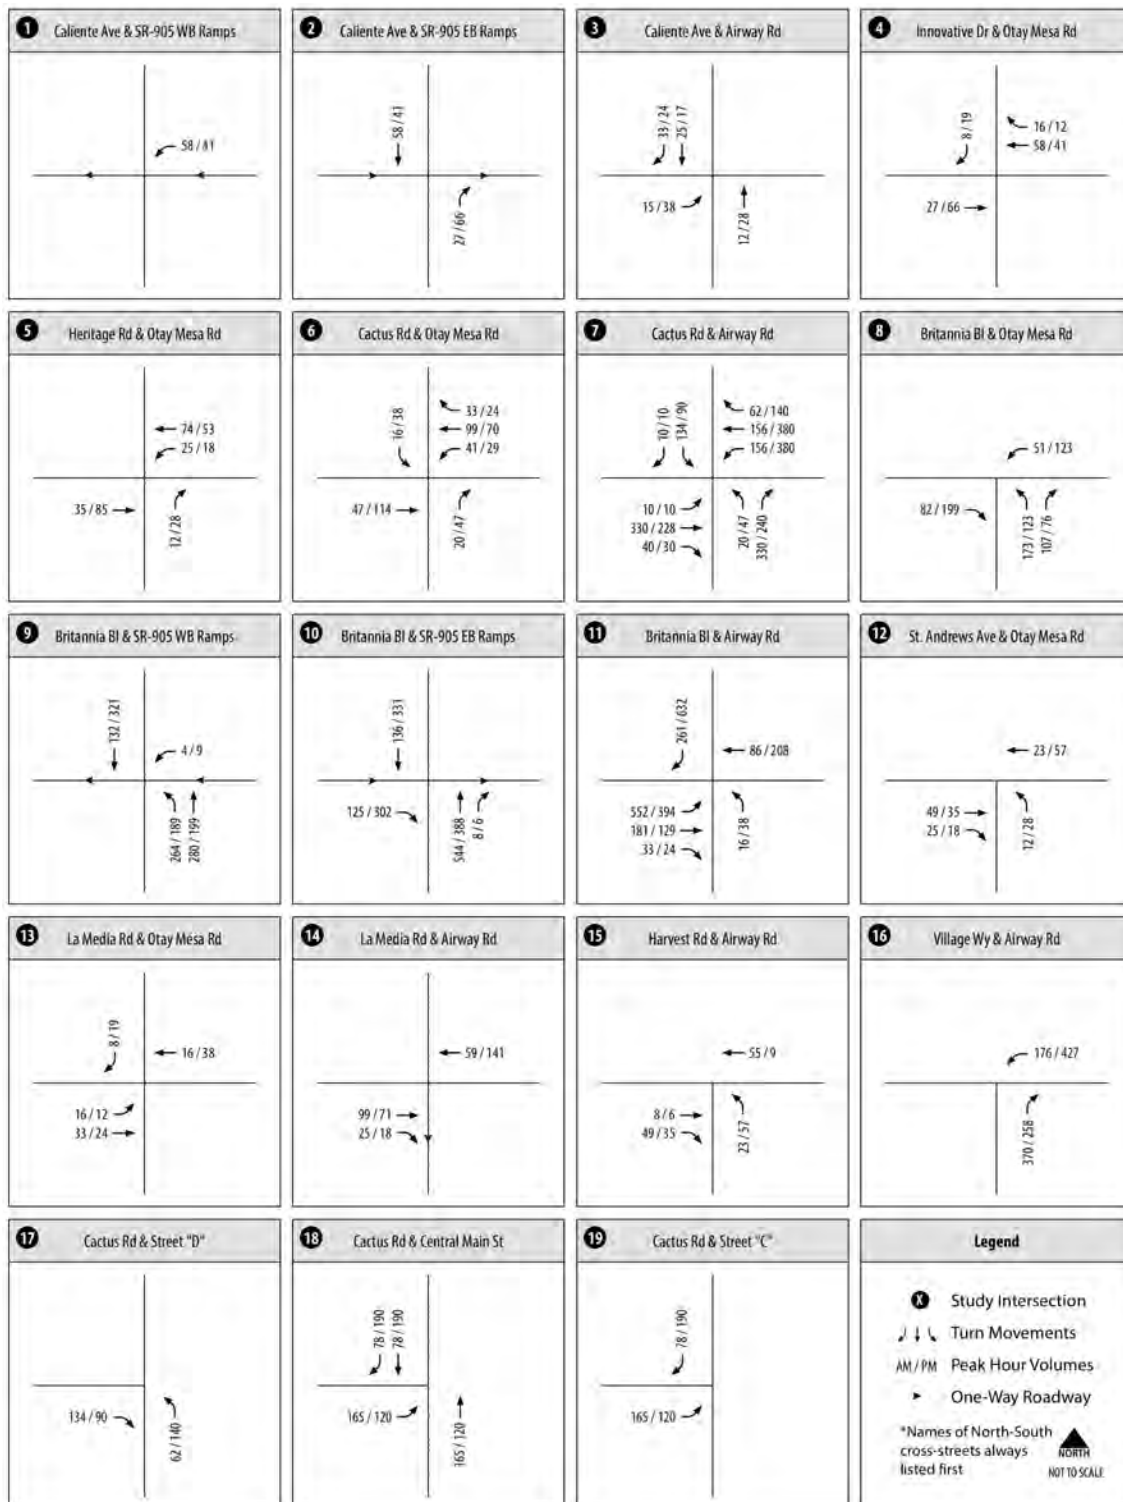 1 Caliente Ave & SR-905 WB Ramps
58 / 41
2 Caliente Ave & SR-905 EB Ramps
58 / 41
27 / 66
3 Caliente Ave & Airway Rd
33 / 24
25 / 17
15 / 38
12 / 28
4 Innovative Dr & Otay Mesa Rd
8 / 19
16 / 12
58 / 41
27 / 66
5 Heritage Rd & Otay Mesa Rd
74 / 53
25 / 18
35 / 85
12 / 28
6 Cactus Rd & Otay Mesa Rd
16 / 38
33 / 24
99 / 70
41 / 29
47 / 114
20 / 47
7 Cactus Rd & Airway Rd
10 / 10
134 / 90
62 / 140
156 / 380
156 / 380
10 / 10
330 / 228
40 / 30
20 / 47
330 / 240
8 Britannia Bl & Otay Mesa Rd
51 / 123
82 / 199
173 / 123
107 / 76
9 Britannia Bl & SR-905 WB Ramps
132 / 321
4 / 9
264 / 189
280 / 199
10 Britannia Bl & SR-905 EB Ramps
136 / 331
125 / 302
544 / 388
8 / 6
11 Britannia Bl & Airway Rd
261 / 632
86 / 208
552 / 394
181 / 129
33 / 24
16 / 38
12 St. Andrews Ave & Otay Mesa Rd
23 / 57
49 / 35
25 / 18
12 / 28
13 La Media Rd & Otay Mesa Rd
8 / 19
16 / 38
16 / 12
33 / 24
14 La Media Rd & Airway Rd
59 / 141
99 / 71
25 / 18
15 Harvest Rd & Airway Rd
55 / 9
8 / 6
49 / 35
23 / 57
16 Village Wy & Airway Rd
176 / 427
370 / 258
17 Cactus Rd & Street "D"
134 / 90
62 / 140
18 Cactus Rd & Central Main St
78 / 190
78 / 190
165 / 120
165 / 120
19 Cactus Rd & Street "C"
78 / 190
165 / 120
Legend
X Study Intersection
Turn Movements
AM / PM Peak Hour Volumes
One-Way Roadway
*Names of North-South
cross-streets always
listed first
NORTH
NOT TO SCALE